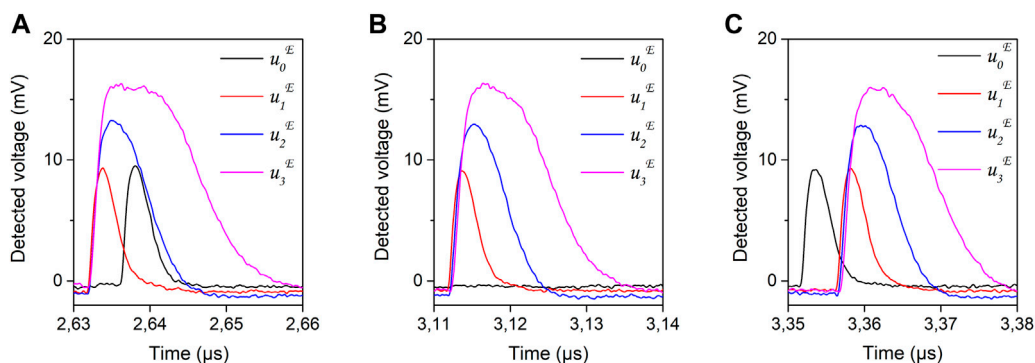 A
Detected voltage (mV)
20
10
0
u₀ᴱ
u₁ᴱ
u₂ᴱ
u₃ᴱ
2,63 2,64 2,65 2,66
Time (µs)
B
Detected voltage (mV)
20
10
0
u₀ᴱ
u₁ᴱ
u₂ᴱ
u₃ᴱ
3,11 3,12 3,13 3,14
Time (µs)
C
Detected voltage (mV)
20
10
0
u₀ᴱ
u₁ᴱ
u₂ᴱ
u₃ᴱ
3,35 3,36 3,37 3,38
Time (µs)